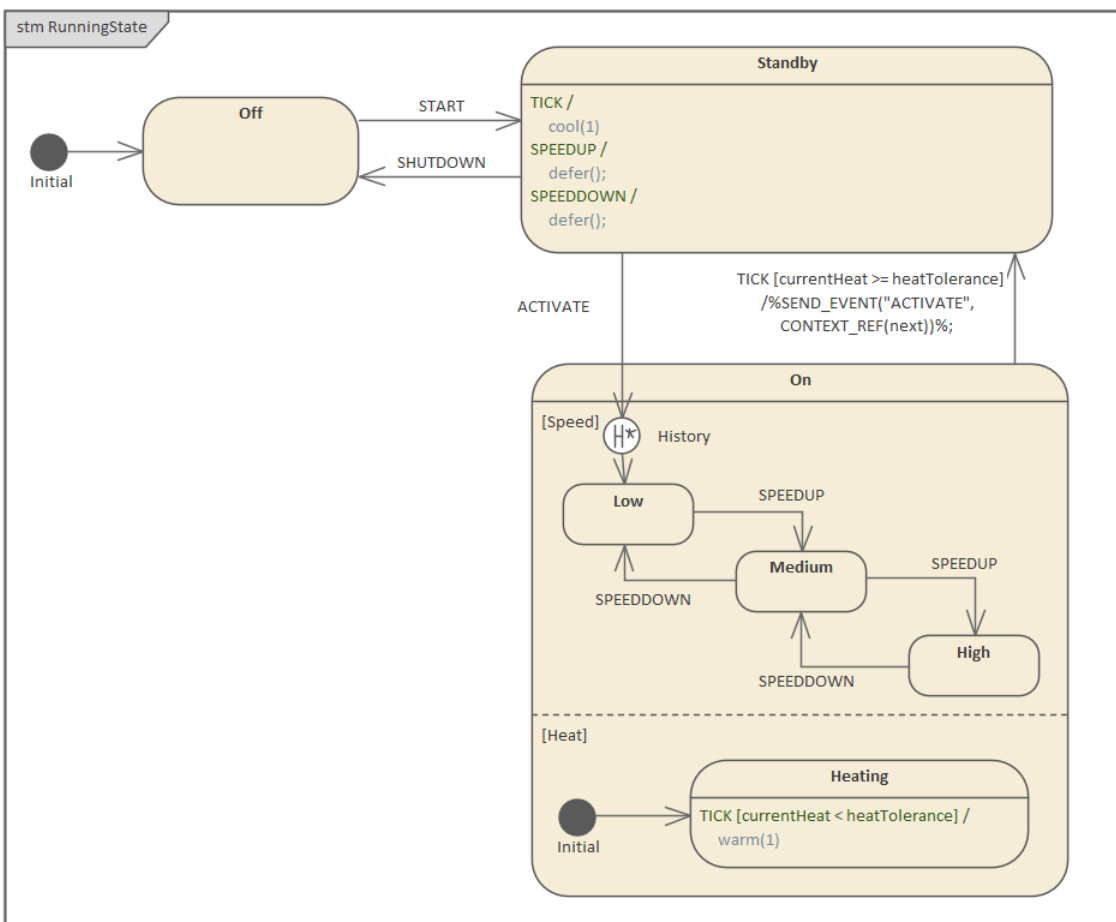 stm RunningState
Standby
Off
START
TICK /
cool(1)
SPEEDUP /
defer();
SPEEDDOWN /
defer();
SHUTDOWN
Initial
ACTIVATE
TICK [currentHeat >= heatTolerance]
/%SEND_EVENT("ACTIVATE",
CONTEXT_REF(next))%;
On
[Speed]
H*
History
Low
SPEEDUP
Medium
SPEEDUP
SPEEDDOWN
High
SPEEDDOWN
[Heat]
Heating
TICK [currentHeat < heatTolerance] /
warm(1)
Initial